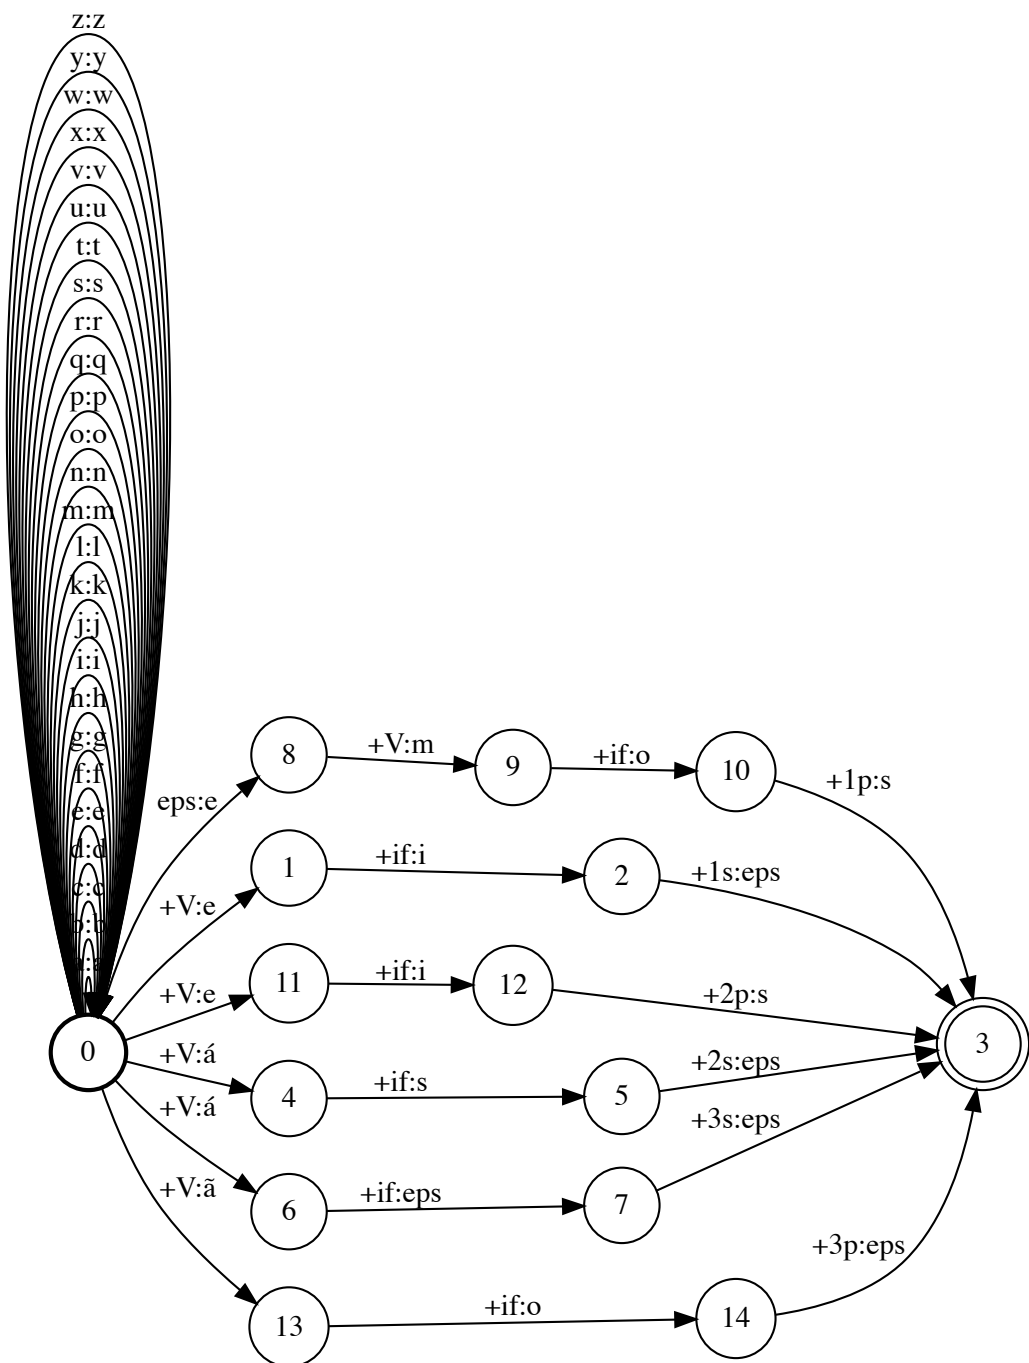 z:z
y:y
w:w
x:x
v:v
u:u
t:t
s:s
r:r
q:q
p:p
o:o
n:n
m:m
l:l
k:k
j:j
i:i
h:h
g:g
f:f
e:e
d:d
c:c
b:b
eps:e
8
+V:m
9
+if:o
10
+1p:s
+V:e
1
+if:i
2
+1s:eps
+V:e
11
+if:i
12
+2p:s
0
3
+V:á
4
+if:s
5
+2s:eps
+V:á
6
+if:eps
7
+3s:eps
+V:ã
13
+if:o
14
+3p:eps